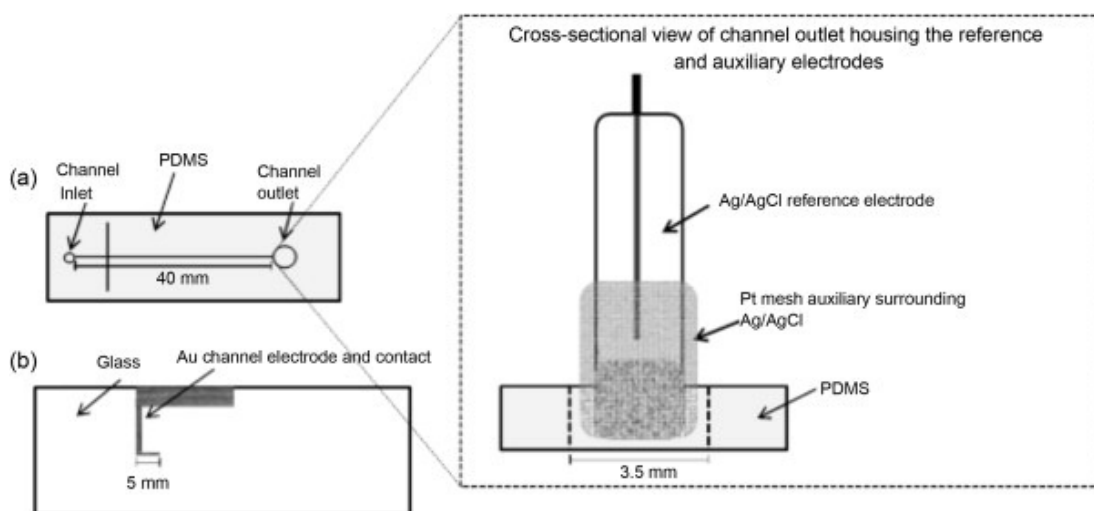 Cross-sectional view of channel outlet housing the reference
and auxiliary electrodes
(a)
Channel
Inlet
PDMS
Channel
outlet
40 mm
Ag/AgCl reference electrode
Pt mesh auxiliary surrounding
Ag/AgCl
PDMS
3.5 mm
(b)
Glass
Au channel electrode and contact
5 mm